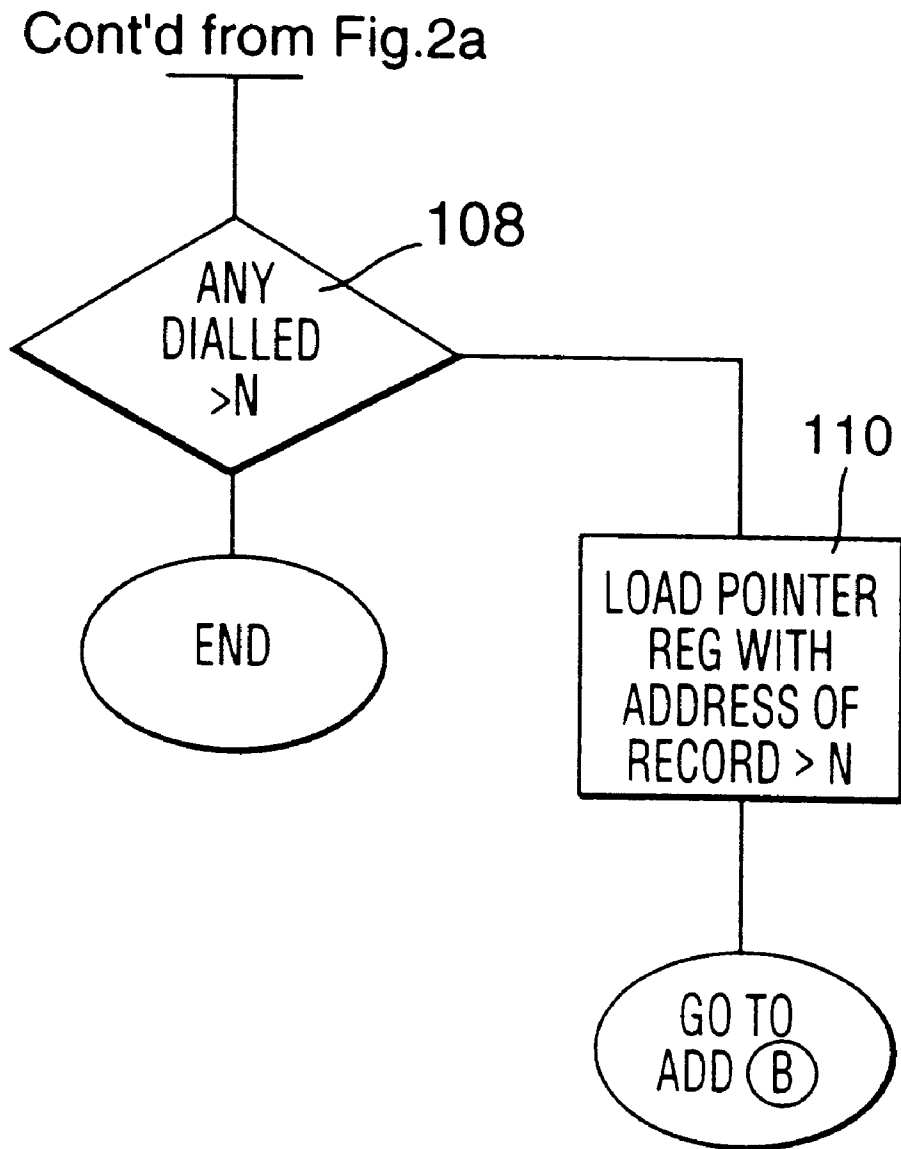 Cont'd from Fig.2a
108
ANY
DIALLED
>N
110
LOAD POINTER
REG WITH
ADDRESS OF
RECORD > N
END
GO TO
ADD B